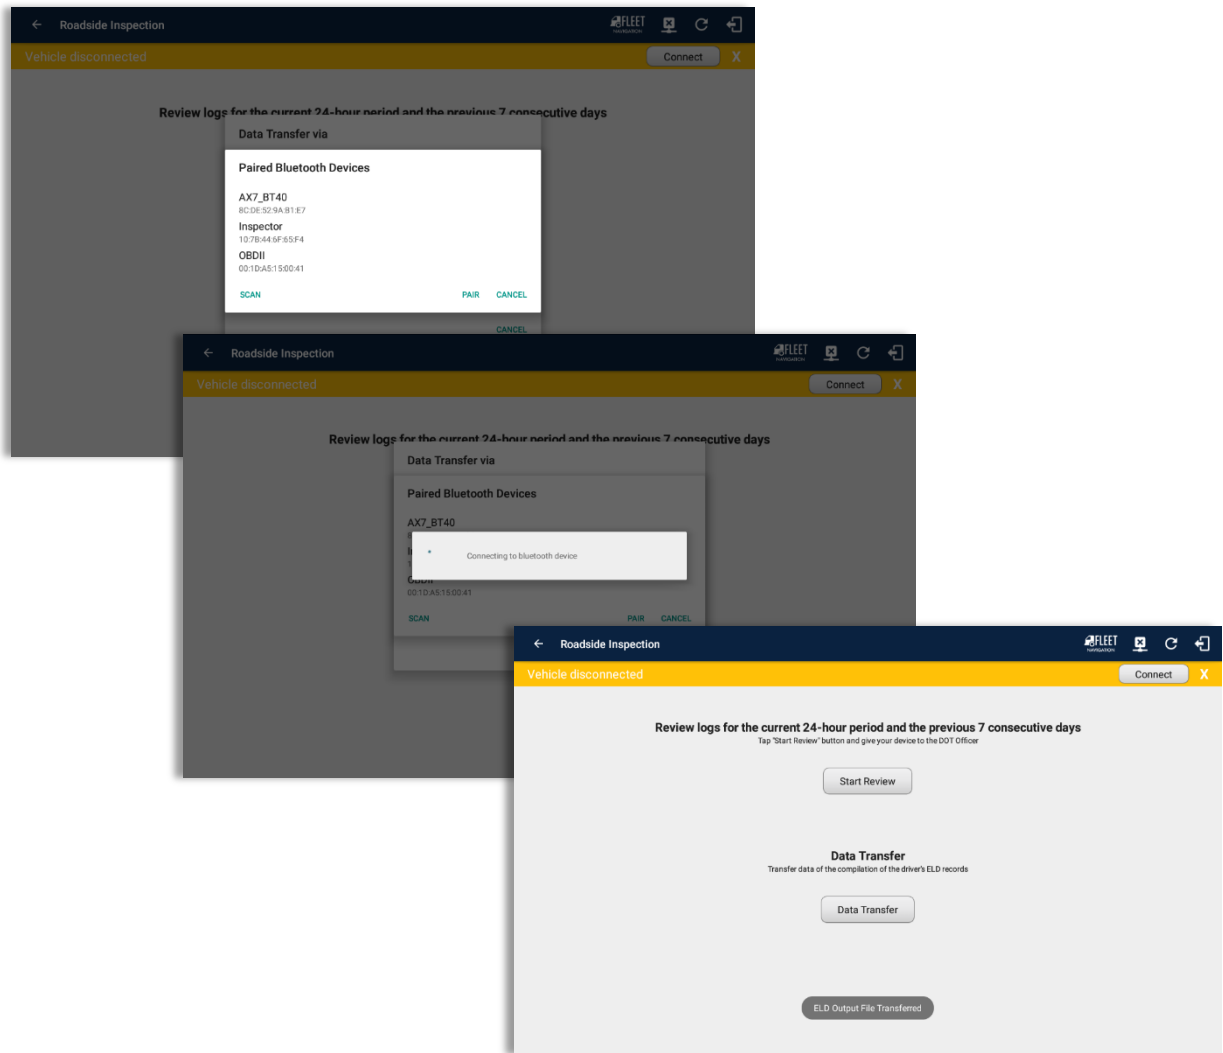 Roadside Inspection
FLEET
NAVIGATION
Vehicle disconnected
Connect
X
Review logs for the current 24-hour period and the previous 7 consecutive days
Data Transfer via
Paired Bluetooth Devices
AX7_BT40
8C:DE:52:9A:81:E7
Inspector
10:7B:44:6F:65:F4
OBDII
00:1D:A5:15:00:41
SCAN
PAIR
CANCEL
CANCEL
Roadside Inspection
FLEET
NAVIGATION
Vehicle disconnected
Connect
X
Review logs for the current 24-hour period and the previous 7 consecutive days
Data Transfer via
Paired Bluetooth Devices
AX7_BT40
Connecting to bluetooth device
OBDII
00:1D:A5:15:00:41
SCAN
PAIR
CANCEL
Roadside Inspection
FLEET
NAVIGATION
Vehicle disconnected
Connect
X
Review logs for the current 24-hour period and the previous 7 consecutive days
Tap "Start Review" button and give your device to the DOT Officer
Start Review
Data Transfer
Transfer data of the compilation of the driver's ELD records
Data Transfer
ELD Output File Transferred